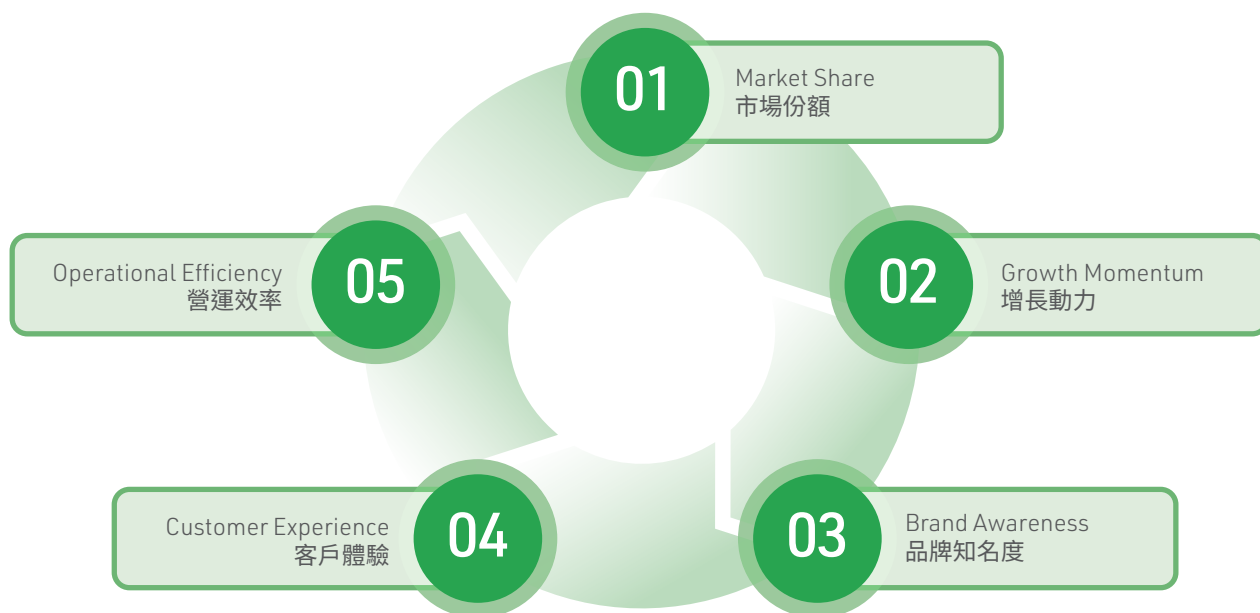 01
Market Share
市場份額
02
Growth Momentum
增長動力
03
Brand Awareness
品牌知名度
04
Customer Experience
客戶體驗
05
Operational Efficiency
營運效率